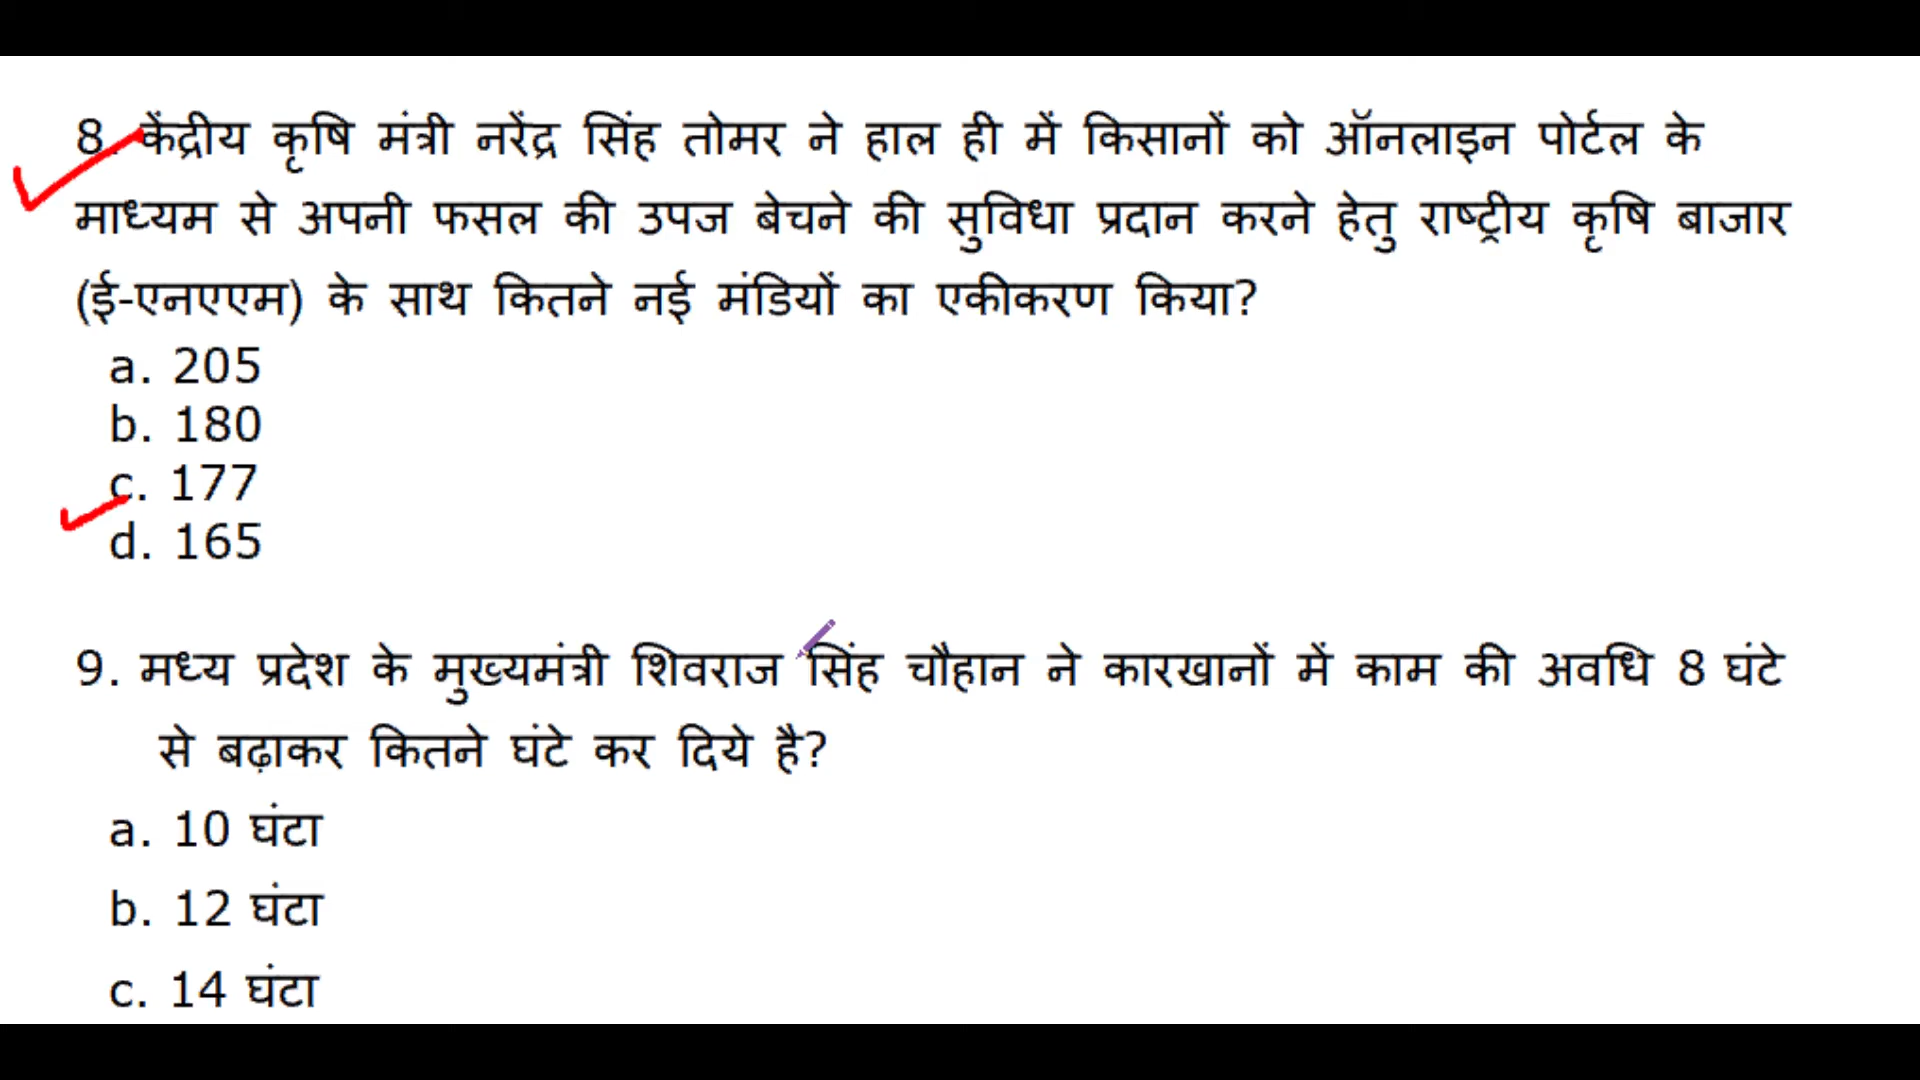 8. केंद्रीय कृषि मंत्री नरेंद्र सिंह तोमर ने हाल ही में किसानों को ऑनलाइन पोर्टल के
माध्यम से अपनी फसल की उपज बेचने की सुविधा प्रदान करने हेतु राष्ट्रीय कृषि बाजार
(ई-एनएएम) के साथ कितने नई मंडियों का एकीकरण किया?
a. 205
b. 180
c. 177
d. 165
9. मध्य प्रदेश के मुख्यमंत्री शिवराज सिंह चौहान ने कारखानों में काम की अवधि 8 घंटे
से बढ़ाकर कितने घंटे कर दिये है?
a. 10 घंटा
b. 12 घंटा
c. 14 घंटा